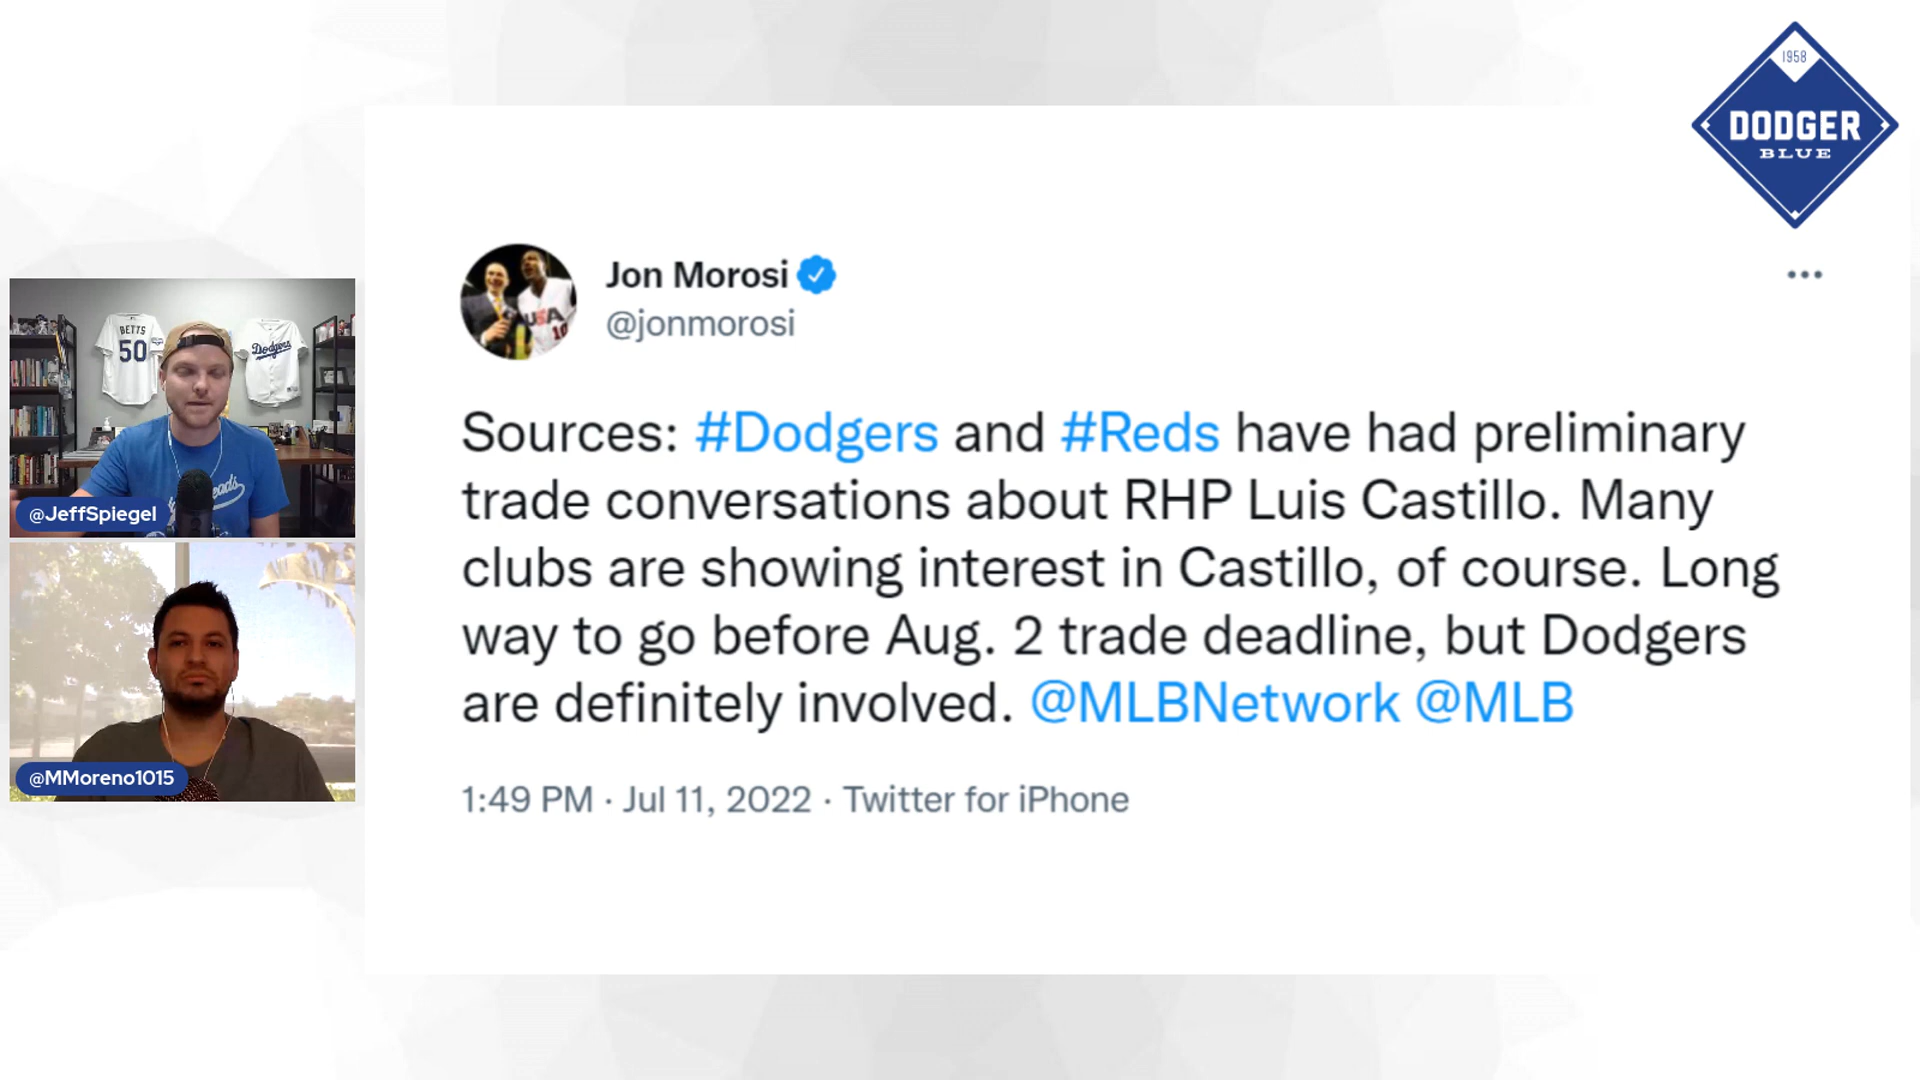 1958
DODGER
BLUE
Jon Morosi
@jonmorosi
Sources: #Dodgers and #Reds have had preliminary
trade conversations about RHP Luis Castillo. Many
clubs are showing interest in Castillo, of course. Long
way to go before Aug. 2 trade deadline, but Dodgers
are definitely involved. @MLBNetwork @MLB
1:49 PM · Jul 11, 2022 · Twitter for iPhone
USA
10
BETTS
50
Dodgers
@JeffSpiegel
@MMoreno1015